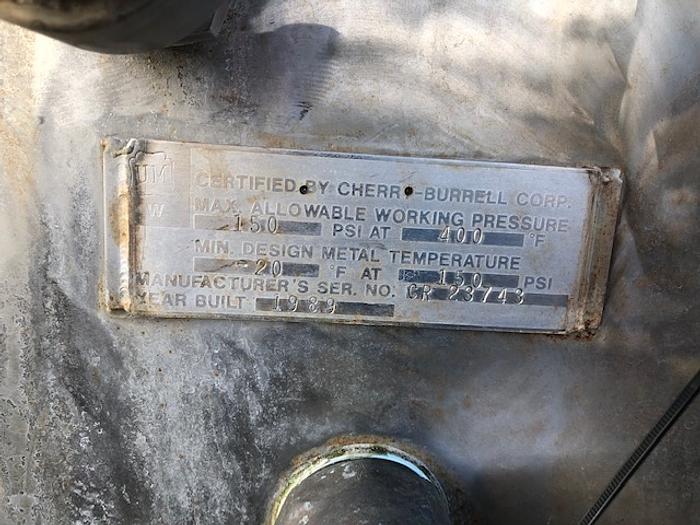 UM
W
CERTIFIED BY CHERR-BURRELL CORP.
MAX. ALLOWABLE WORKING PRESSURE
150 PSI AT 400 °F
MIN. DESIGN METAL TEMPERATURE
-20 °F AT 150 PSI
MANUFACTURER'S SER. NO. CR 23743
YEAR BUILT 1989